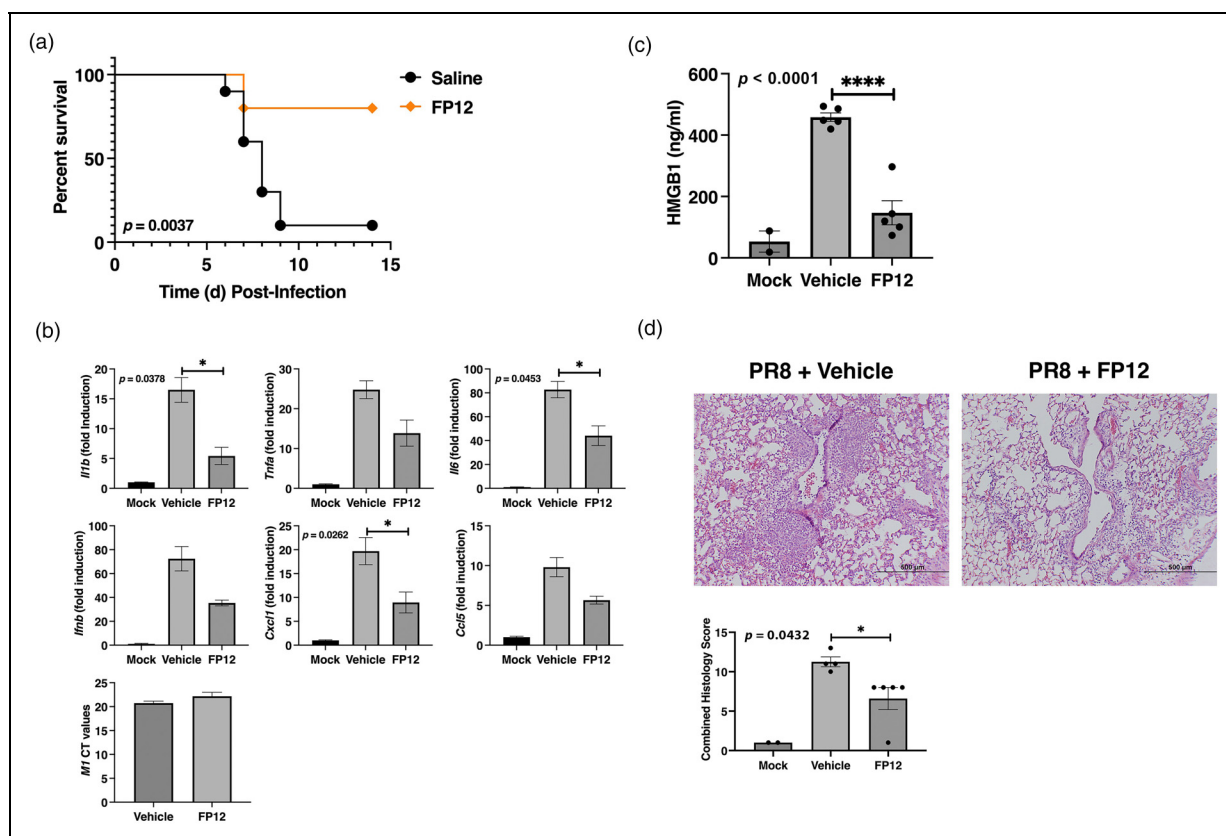 (a)
100
50
0
Percent survival
0 5 10 15
Time (d) Post-Infection
p = 0.0037
Saline
FP12
(c)
600
400
200
0
HMGB1 (ng/ml)
p < 0.0001
****
Mock Vehicle FP12
(b)
20
15
10
5
0
Il1b (fold induction)
p = 0.0378
*
Mock Vehicle FP12
40
30
20
10
0
Tnfa (fold induction)
Mock Vehicle FP12
100
80
60
40
20
0
Il6 (fold induction)
p = 0.0453
*
Mock Vehicle FP12
100
80
60
40
20
0
Ifnb (fold induction)
Mock Vehicle FP12
25
20
15
10
5
0
Cxcl1 (fold induction)
p = 0.0262
*
Mock Vehicle FP12
15
10
5
0
Ccl5 (fold inuduction)
Mock Vehicle FP12
25
20
15
10
5
0
M1 CT values
Vehicle FP12
(d)
PR8 + Vehicle
PR8 + FP12
500 μm
500 μm
15
10
5
0
Combined Histology Score
p = 0.0432
*
Mock Vehicle FP12